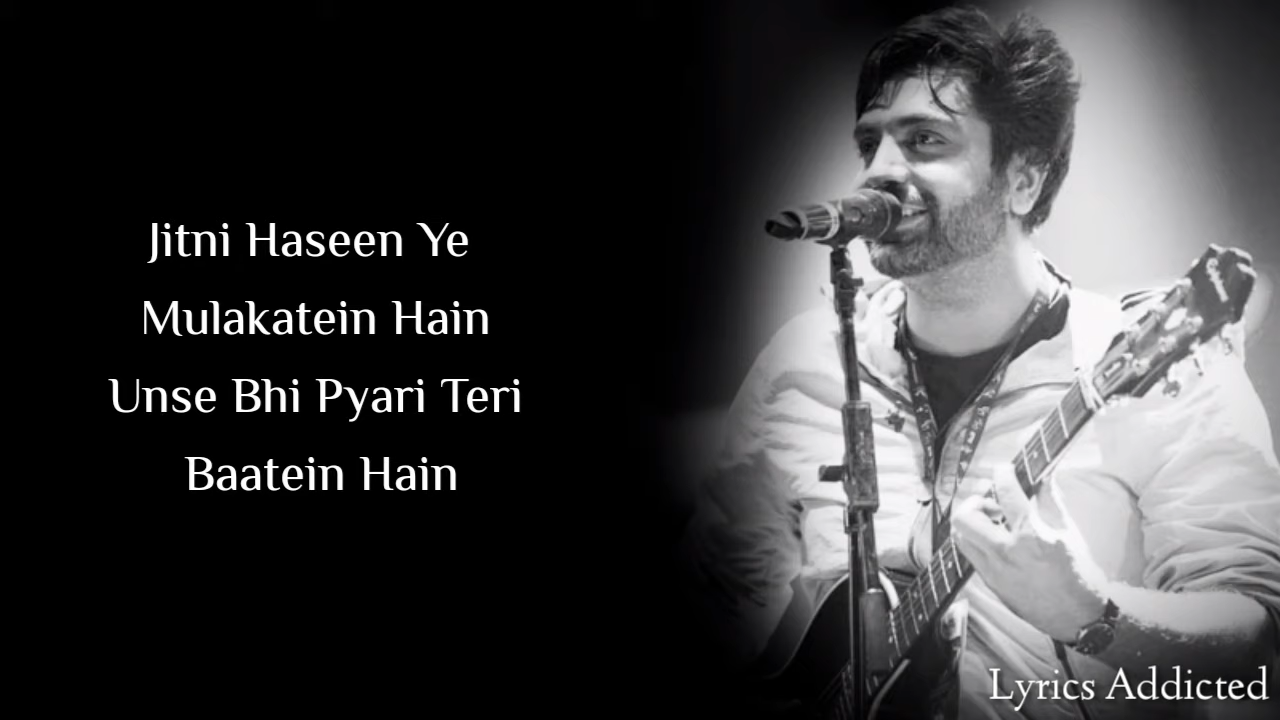 Jitni Haseen Ye
Mulakatein Hain
Unse Bhi Pyari Teri
Baatein Hain
Lyrics Addicted